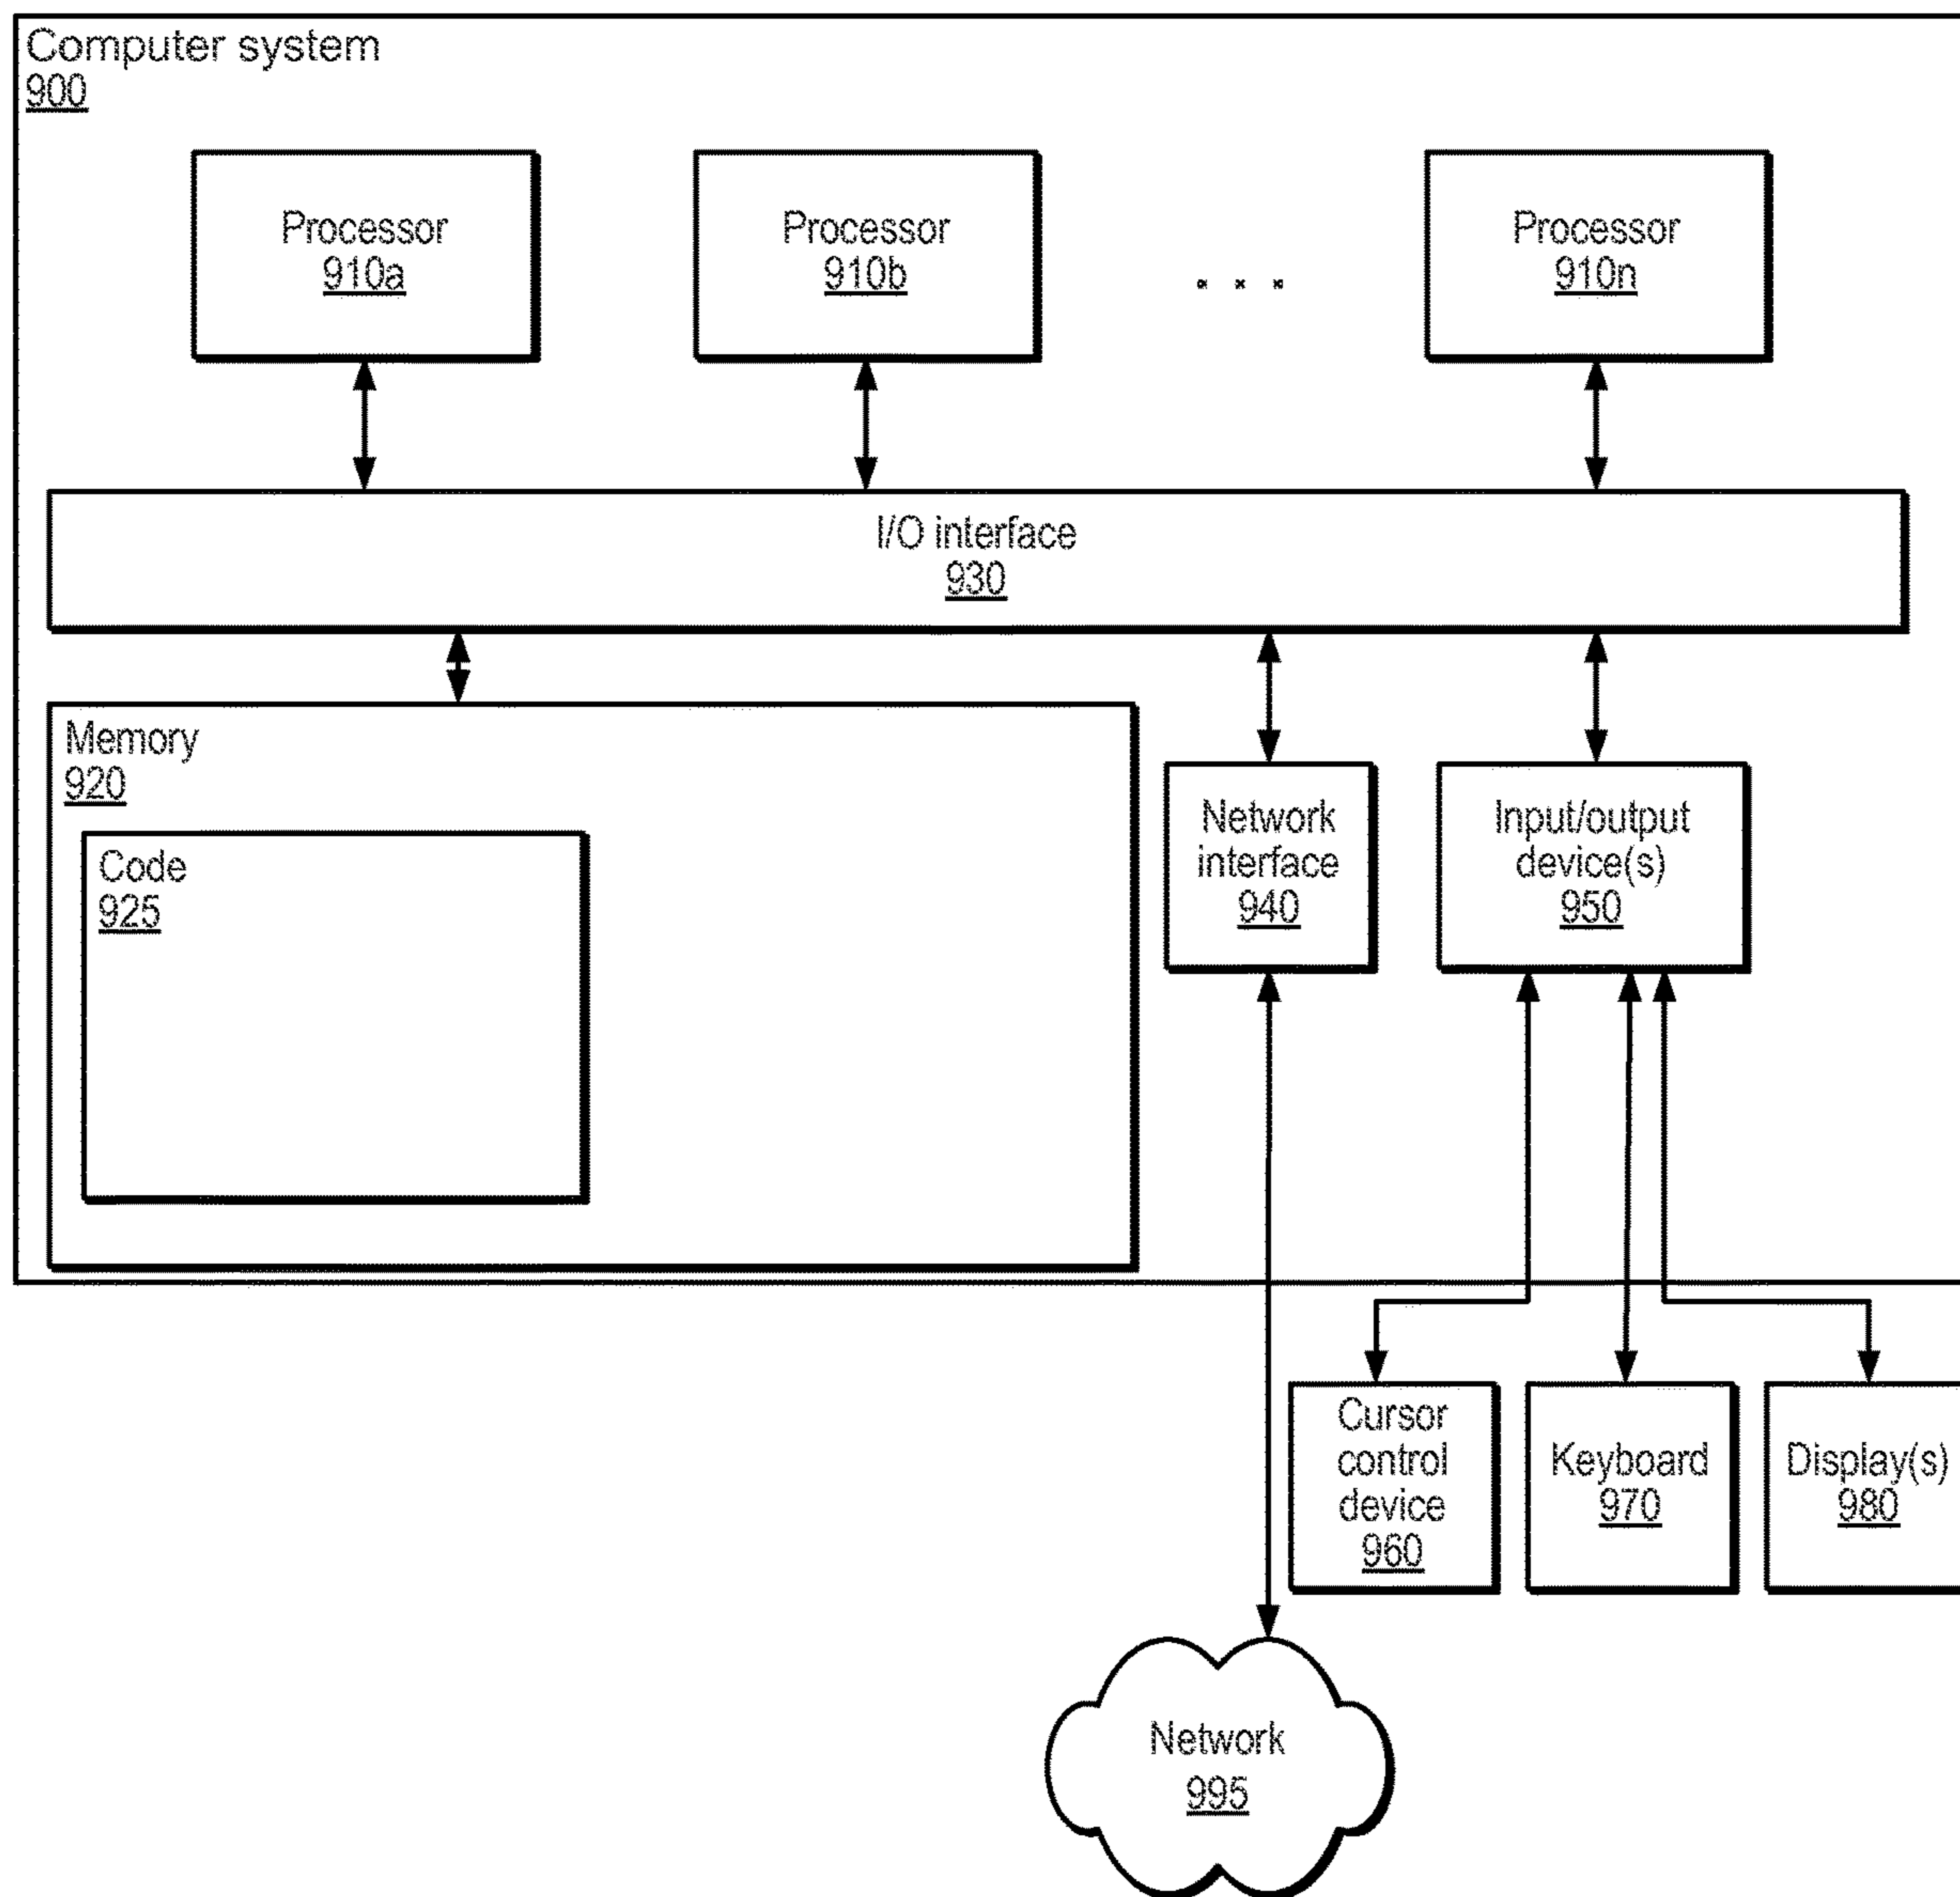 Computer system
900
Processor
910a
Processor
910b
. . .
Processor
910n
I/O interface
930
Memory
920
Code
925
Network
interface
940
Input/output
device(s)
950
Cursor
control
device
960
Keyboard
970
Display(s)
980
Network
995